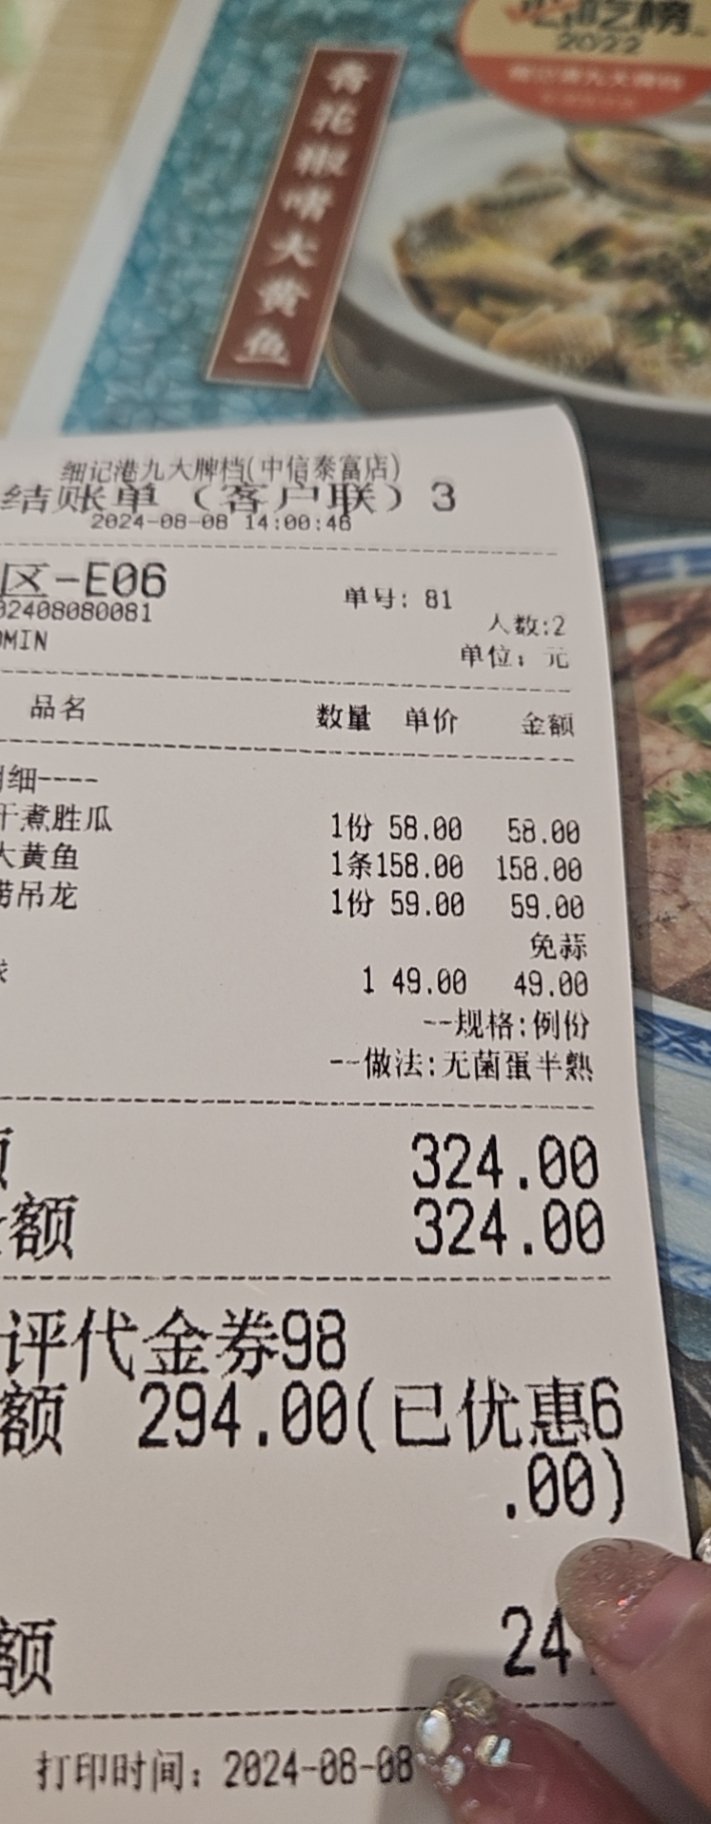 必吃榜
2022
青花椒啫大黄鱼
细记港九大牌档(中信泰富店)
结账单（客户联）3
2024-08-08 14:00:46
区-E06
单号: 81
02408080081
人数:2
DMIN
单位: 元
品名 数量 单价 金额
细----
干煮胜瓜 1份 58.00 58.00
大黄鱼 1条158.00 158.00
捞吊龙 1份 59.00 59.00
免蒜
1 49.00 49.00
--规格:例份
--做法:无菌蛋半熟
324.00
额 324.00
评代金券98
额 294.00(已优惠6
.00)
额 24
打印时间: 2024-08-08